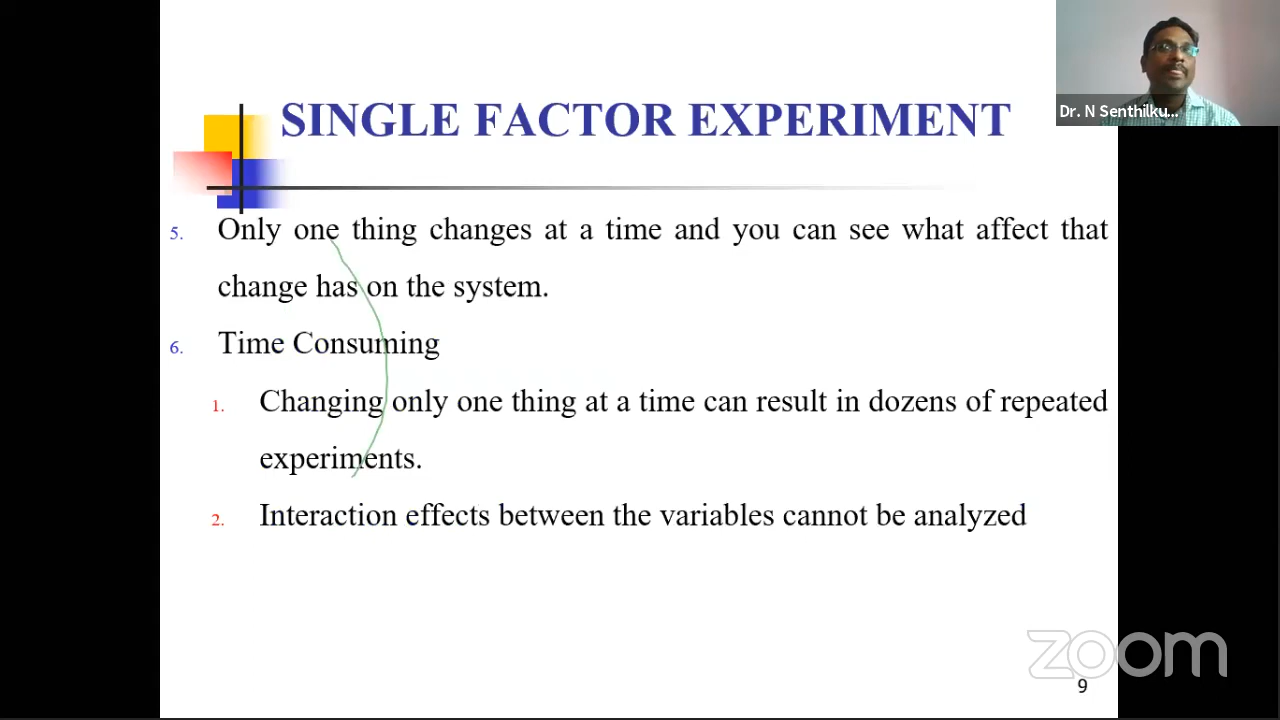 SINGLE FACTOR EXPERIMENT
Dr. N Senthilku...
5. Only one thing changes at a time and you can see what affect that
change has on the system.
6. Time Consuming
1. Changing only one thing at a time can result in dozens of repeated
experiments.
2. Interaction effects between the variables cannot be analyzed
zoom
9